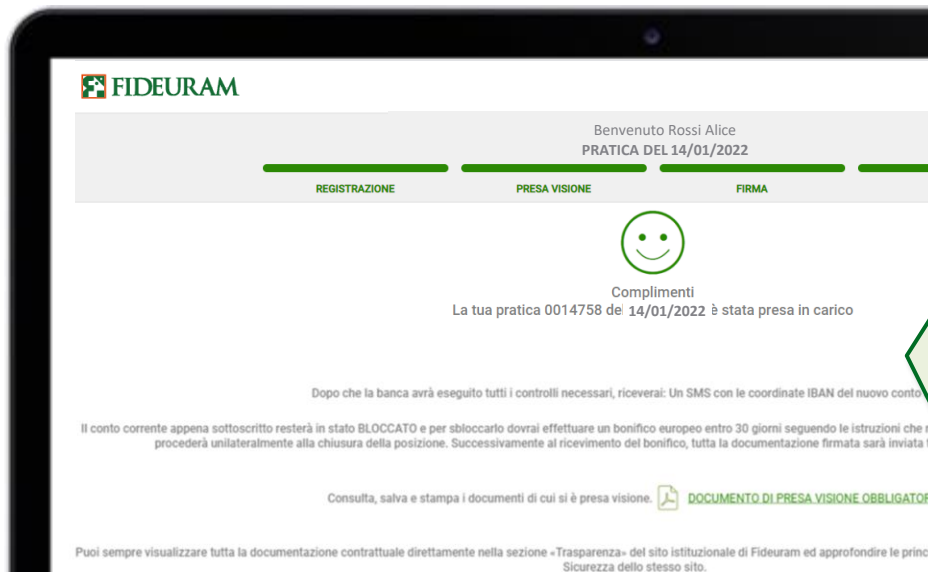 FIDEURAM
Benvenuto Rossi Alice
PRATICA DEL 14/01/2022
REGISTRAZIONE PRESA VISIONE FIRMA
Complimenti
La tua pratica 0014758 del 14/01/2022 è stata presa in carico
Dopo che la banca avrà eseguito tutti i controlli necessari, riceverai: Un SMS con le coordinate IBAN del nuovo conto
Il conto corrente appena sottoscritto resterà in stato BLOCCATO e per sbloccarlo dovrai effettuare un bonifico europeo entro 30 giorni seguendo le istruzioni che
procederà unilateralmente alla chiusura della posizione. Successivamente al ricevimento del bonifico, tutta la documentazione firmata sarà inviata
Consulta, salva e stampa i documenti di cui si è presa visione. DOCUMENTO DI PRESA VISIONE
Puoi sempre visualizzare tutta la documentazione contrattuale direttamente nella sezione «Trasparenza» del sito istituzionale di Fideuram ed approfondire le
Sicurezza dello stesso sito.